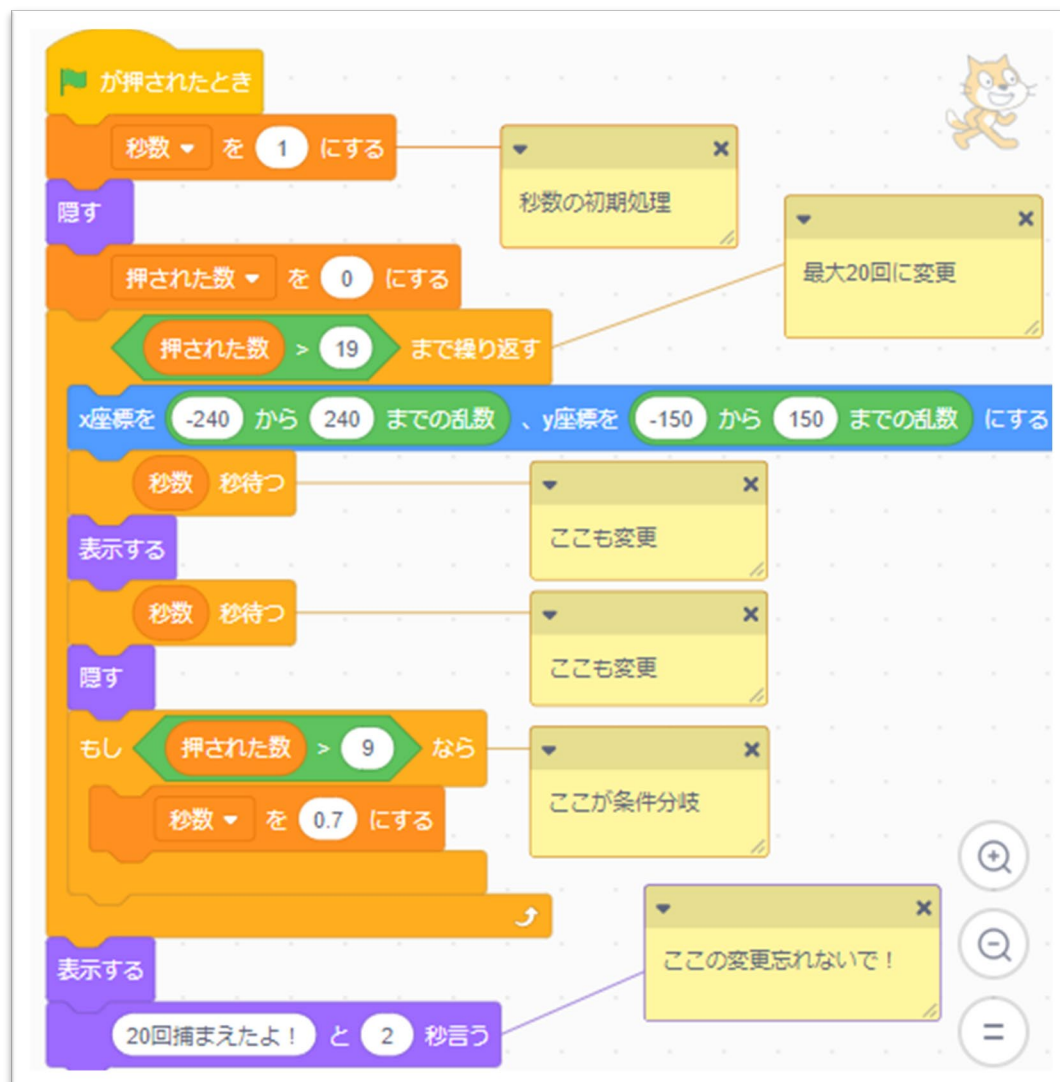 が押されたとき
秒数 を 1 にする
秒数の初期処理
隠す
最大20回に変更
押された数 を 0 にする
押された数 > 19 まで繰り返す
x座標を -240 から 240 までの乱数 、y座標を -150 から 150 までの乱数 にする
秒数 秒待つ
ここも変更
表示する
秒数 秒待つ
ここも変更
隠す
もし 押された数 > 9 なら
ここが条件分岐
秒数 を 0.7 にする
ここの変更忘れないで！
表示する
20回捕まえたよ！ と 2 秒言う